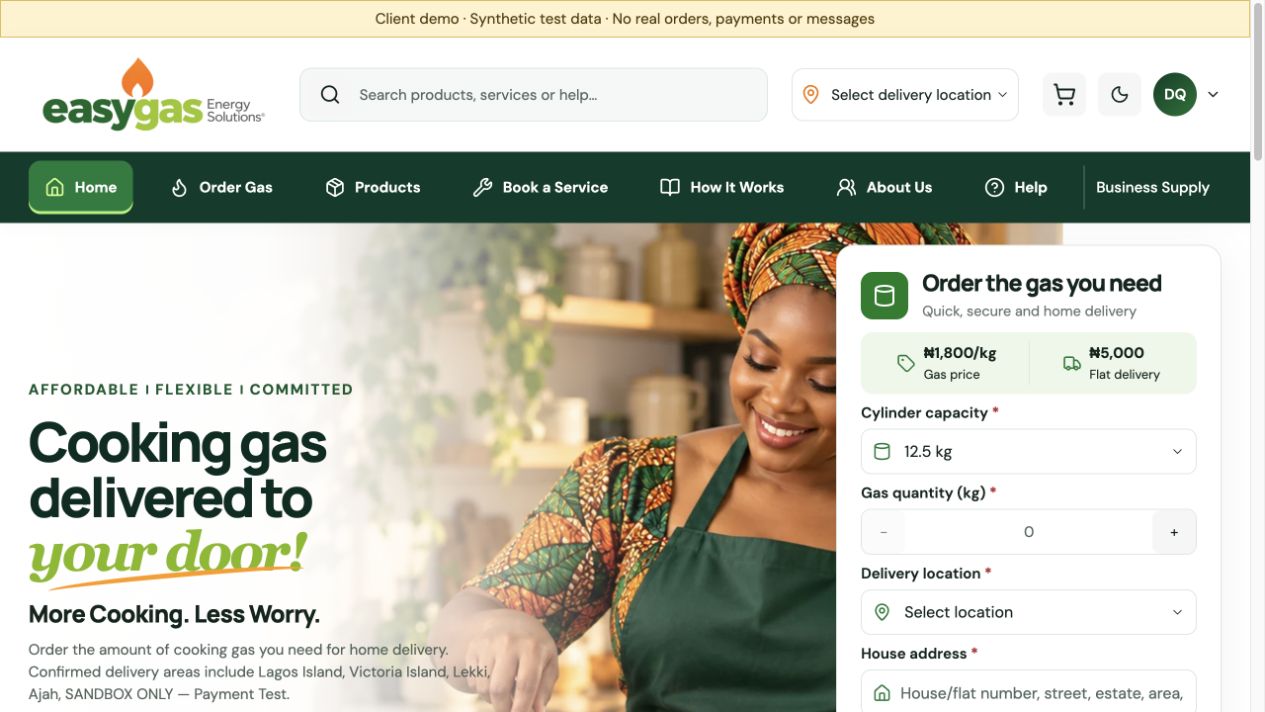 Client demo · Synthetic test data · No real orders, payments or messages
easygas Energy Solutions®
Search products, services or help...
Select delivery location
DQ
Home
Order Gas
Products
Book a Service
How It Works
About Us
Help
Business Supply
AFFORDABLE | FLEXIBLE | COMMITTED
Cooking gas
delivered to
your door!
More Cooking. Less Worry.
Order the amount of cooking gas you need for home delivery.
Confirmed delivery areas include Lagos Island, Victoria Island, Lekki,
Ajah, SANDBOX ONLY — Payment Test.
Order the gas you need
Quick, secure and home delivery
₦1,800/kg
Gas price
₦5,000
Flat delivery
Cylinder capacity *
12.5 kg
Gas quantity (kg) *
− 0 +
Delivery location *
Select location
House address *
House/flat number, street, estate, area,